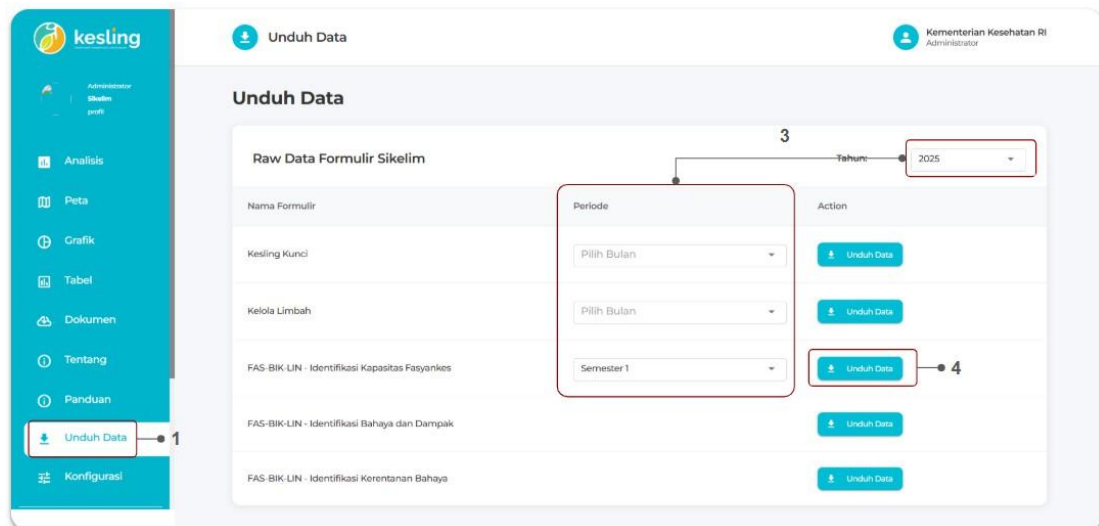 kesling
Unduh Data
Kementerian Kesehatan RI
Administrator
Administrator
Sikelim
profil
Unduh Data
Analisis
Peta
Grafik
Tabel
Dokumen
Tentang
Panduan
Unduh Data
1
Konfigurasi
3
Raw Data Formulir Sikelim
Tahun:
2025
Nama Formulir
Periode
Action
Kesling Kunci
Pilih Bulan
Unduh Data
Kelola Limbah
Pilih Bulan
Unduh Data
FAS-BIK-LIN - Identifikasi Kapasitas Fasyankes
Semester 1
Unduh Data
4
FAS-BIK-LIN - Identifikasi Bahaya dan Dampak
Unduh Data
FAS-BIK-LIN - Identifikasi Kerentanan Bahaya
Unduh Data